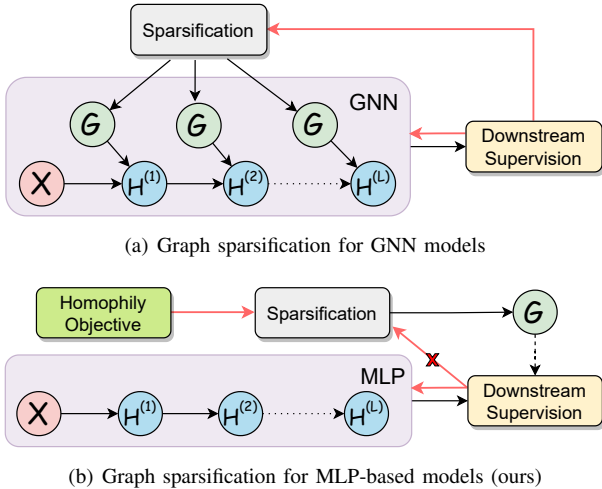 Sparsification
GNN
G G G
Downstream
Supervision
X H(1) H(2) H(L)
(a) Graph sparsification for GNN models
Homophily
Objective
Sparsification
G
x
MLP
Downstream
Supervision
X H(1) H(2) H(L)
(b) Graph sparsification for MLP-based models (ours)